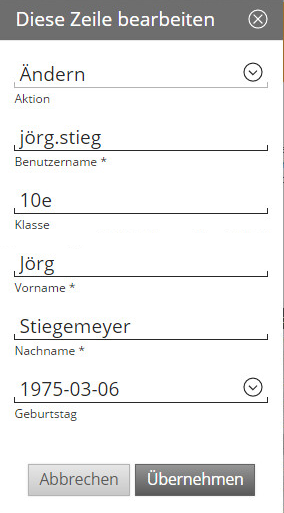 Diese Zeile bearbeiten
Ändern
Aktion
jörg.stieg
Benutzername *
10e
Klasse
Jörg
Vorname *
Stiegemeyer
Nachname *
1975-03-06
Geburtstag
Abbrechen Übernehmen